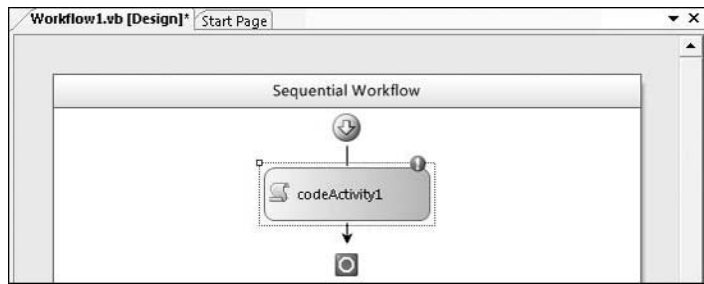 Workflow1.vb [Design]* Start Page
Sequential Workflow
codeActivity1